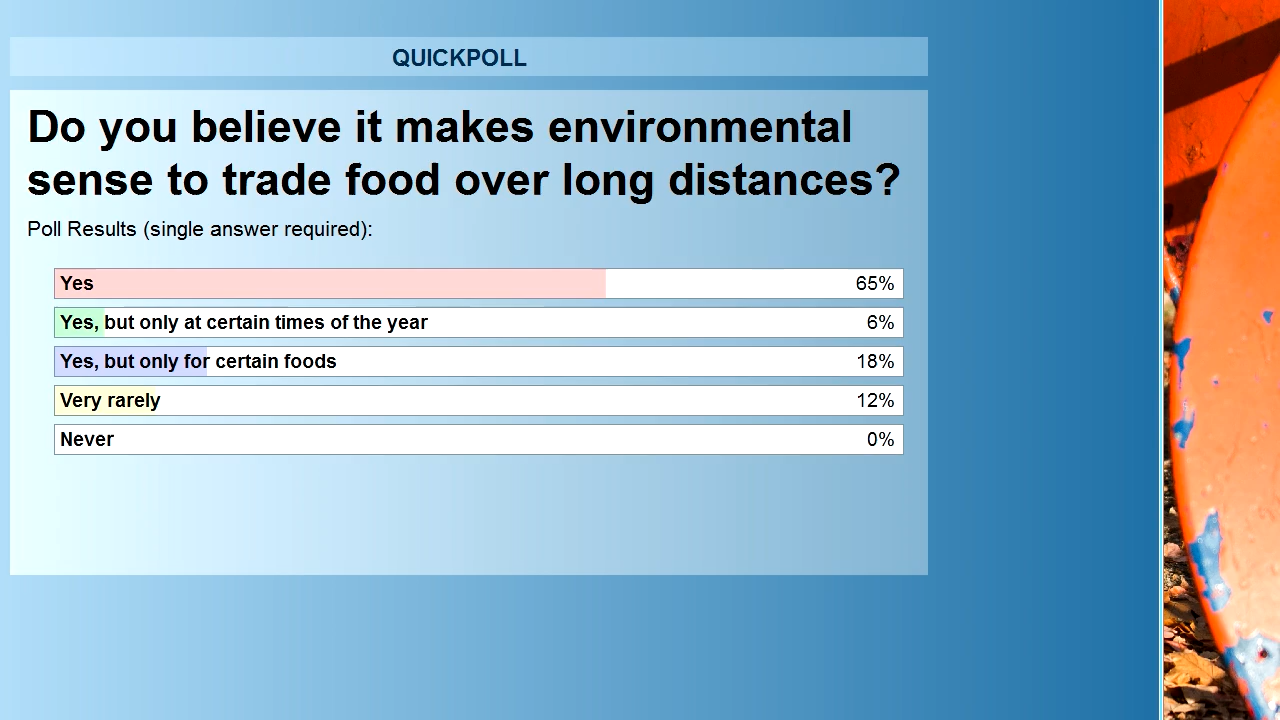 QUICKPOLL
Do you believe it makes environmental
sense to trade food over long distances?
Poll Results (single answer required):
Yes 65%
Yes, but only at certain times of the year 6%
Yes, but only for certain foods 18%
Very rarely 12%
Never 0%